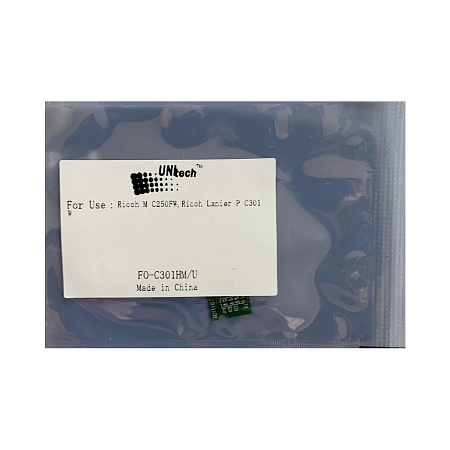 UNItech™
For Use : Ricoh M C250FW, Ricoh Lanier P C301
W
FO-C301HM/U
Made in China